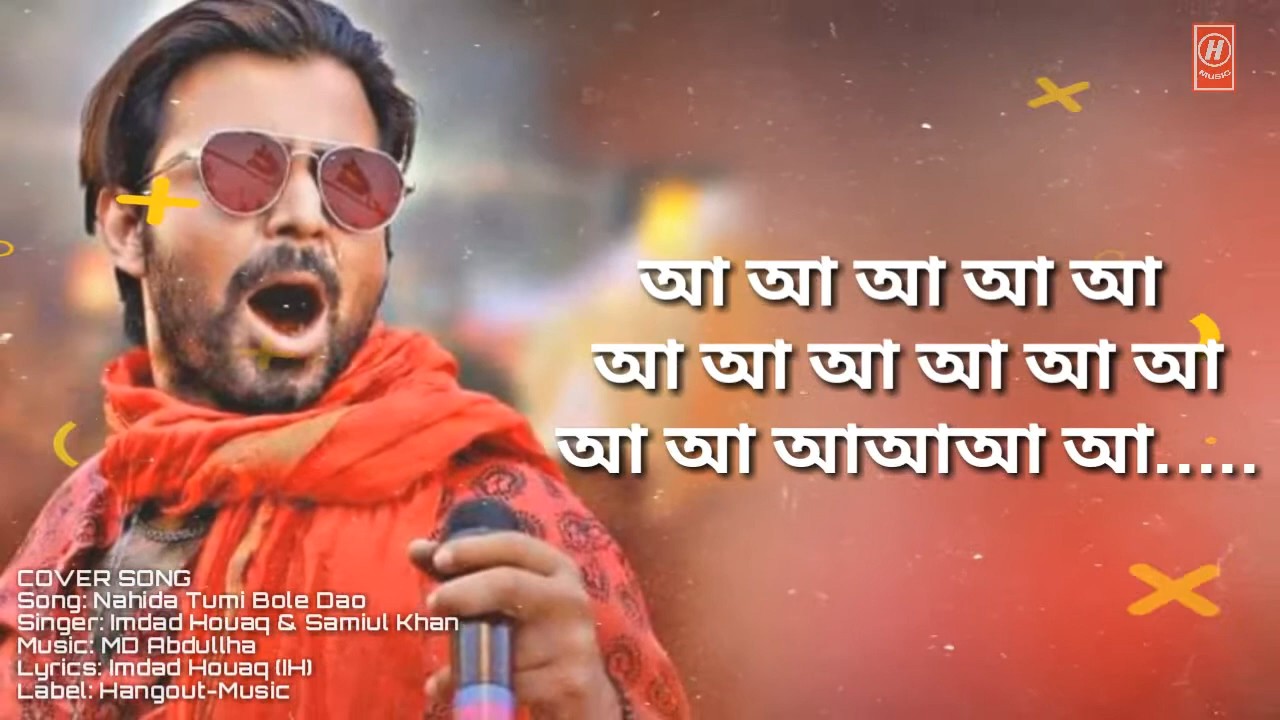 H
MUSIC
আ আ আ আ আ
আ আ আ আ আ আ
আ আ আআআ আ.....
COVER SONG
Song: Nahida Tumi Bole Dao
Singer: Imdad Houaq & Samiul Khan
Music: MD Abdullha
Lyrics: Imdad Houaq (IH)
Label: Hangout-Music